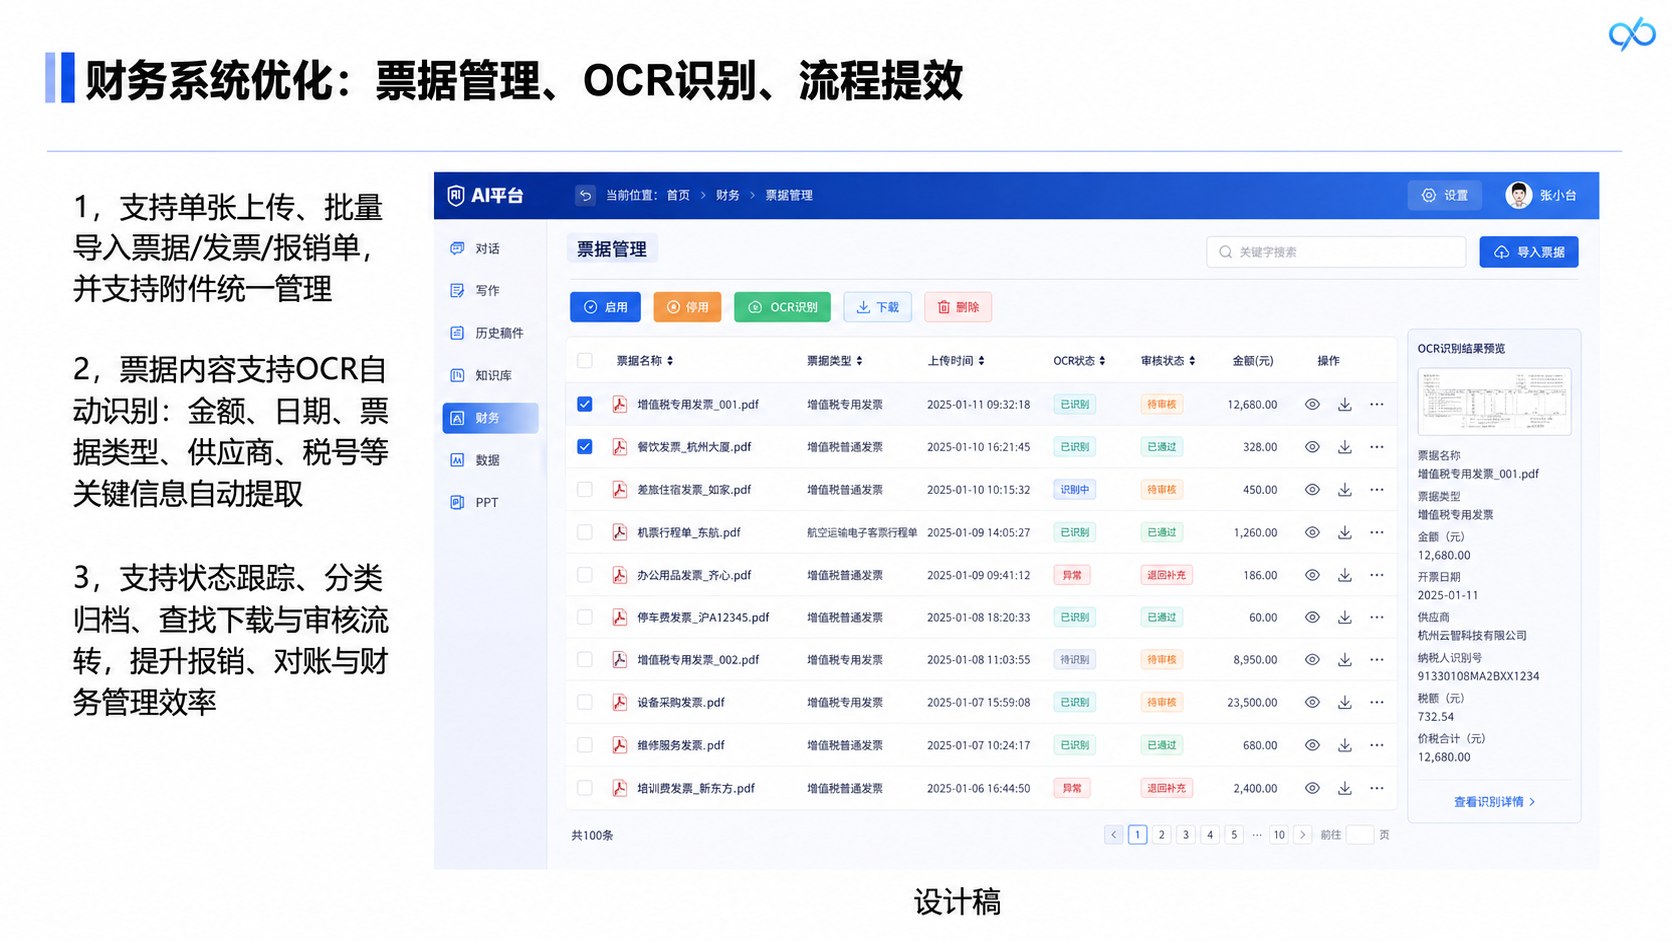 财务系统优化：票据管理、OCR识别、流程提效
1，支持单张上传、批量
导入票据/发票/报销单，
并支持附件统一管理
2，票据内容支持OCR自
动识别：金额、日期、票
据类型、供应商、税号等
关键信息自动提取
3，支持状态跟踪、分类
归档、查找下载与审核流
转，提升报销、对账与财
务管理效率
AI平台
当前位置： 首页 > 财务 > 票据管理
设置
张小台
对话
写作
历史稿件
知识库
财务
数据
PPT
票据管理
关键字搜索
导入票据
启用 停用 OCR识别 下载 删除
票据名称 票据类型 上传时间 OCR状态 审核状态 金额(元) 操作
增值税专用发票_001.pdf 增值税专用发票 2025-01-11 09:32:18 已识别 待审核 12,680.00 ···
餐饮发票_杭州大厦.pdf 增值税普通发票 2025-01-10 16:21:45 已识别 已通过 328.00 ···
差旅住宿发票_如家.pdf 增值税普通发票 2025-01-10 10:15:32 识别中 待审核 450.00 ···
机票行程单_东航.pdf 航空运输电子客票行程单 2025-01-09 14:05:27 已识别 已通过 1,260.00 ···
办公用品发票_齐心.pdf 增值税普通发票 2025-01-09 09:41:12 异常 退回补充 186.00 ···
停车费发票_沪A12345.pdf 增值税普通发票 2025-01-08 18:20:33 已识别 已通过 60.00 ···
增值税专用发票_002.pdf 增值税专用发票 2025-01-08 11:03:55 待识别 待审核 8,950.00 ···
设备采购发票.pdf 增值税专用发票 2025-01-07 15:59:08 已识别 待审核 23,500.00 ···
维修服务发票.pdf 增值税普通发票 2025-01-07 10:24:17 已识别 已通过 680.00 ···
培训费发票_新东方.pdf 增值税普通发票 2025-01-06 16:44:50 异常 退回补充 2,400.00 ···
共100条
< 1 2 3 4 5 ··· 10 > 前往 页
OCR识别结果预览
票据名称
增值税专用发票_001.pdf
票据类型
增值税专用发票
金额（元）
12,680.00
开票日期
2025-01-11
供应商
杭州云智科技有限公司
纳税人识别号
91330108MA2BXX1234
税额（元）
732.54
价税合计（元）
12,680.00
查看识别详情 >
设计稿